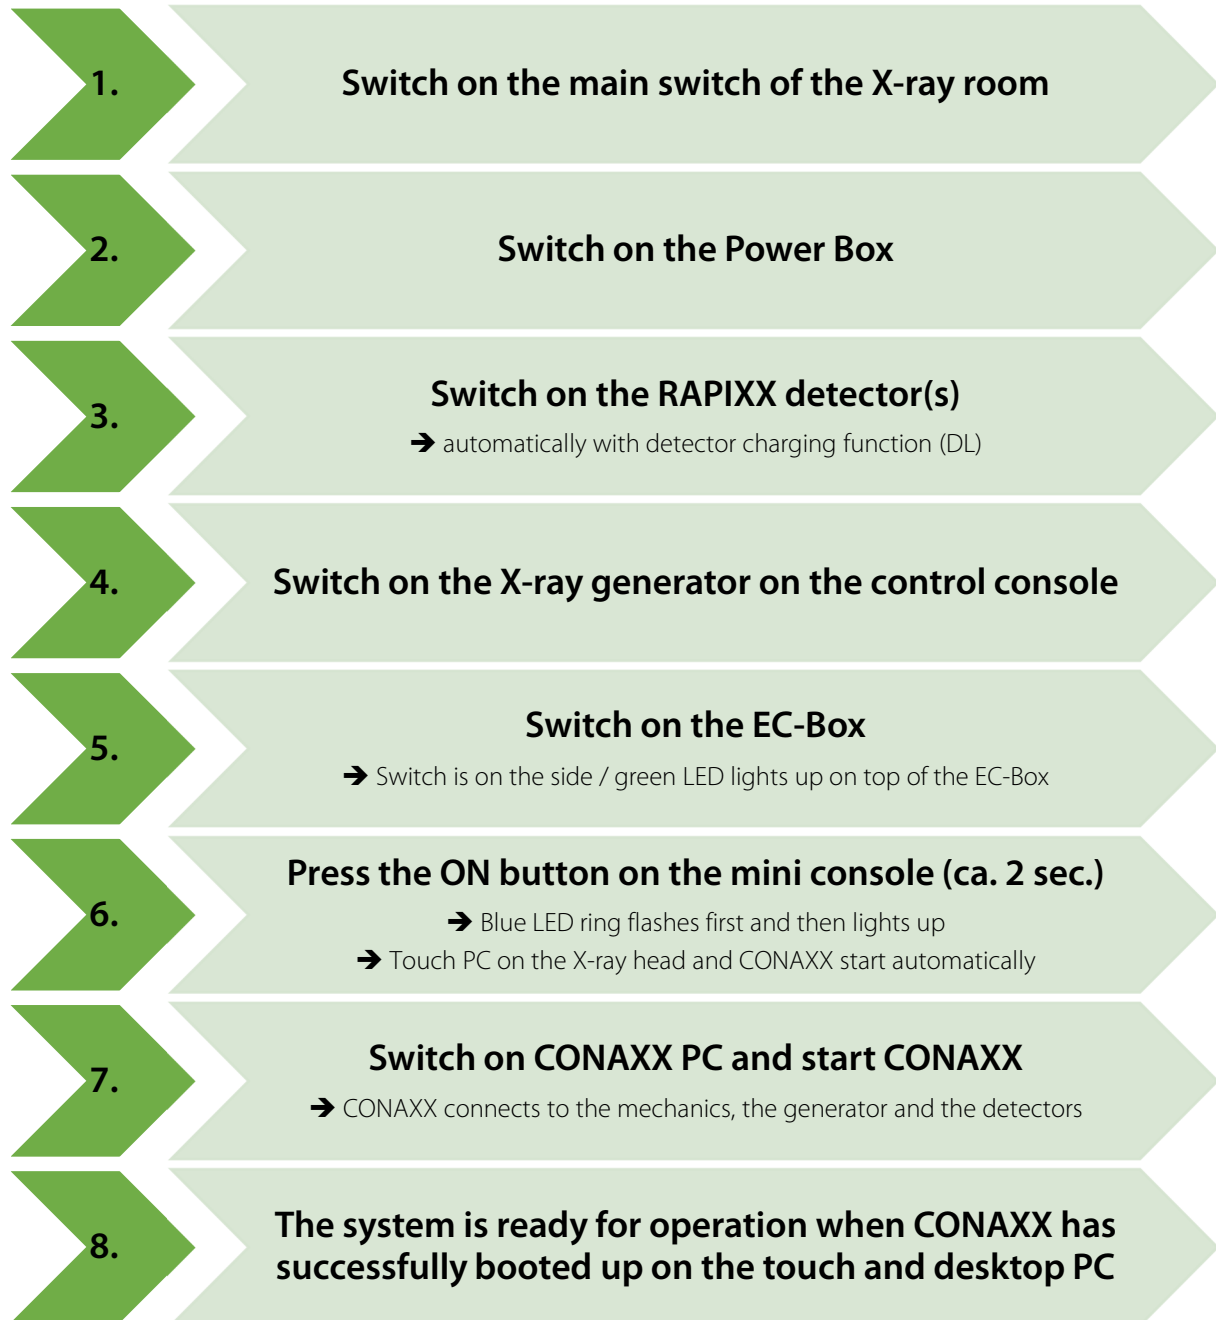 1.
Switch on the main switch of the X-ray room
2.
Switch on the Power Box
3.
Switch on the RAPIXX detector(s)
➔ automatically with detector charging function (DL)
4.
Switch on the X-ray generator on the control console
5.
Switch on the EC-Box
➔ Switch is on the side / green LED lights up on top of the EC-Box
6.
Press the ON button on the mini console (ca. 2 sec.)
➔ Blue LED ring flashes first and then lights up
➔ Touch PC on the X-ray head and CONAXX start automatically
7.
Switch on CONAXX PC and start CONAXX
➔ CONAXX connects to the mechanics, the generator and the detectors
8.
The system is ready for operation when CONAXX has
successfully booted up on the touch and desktop PC